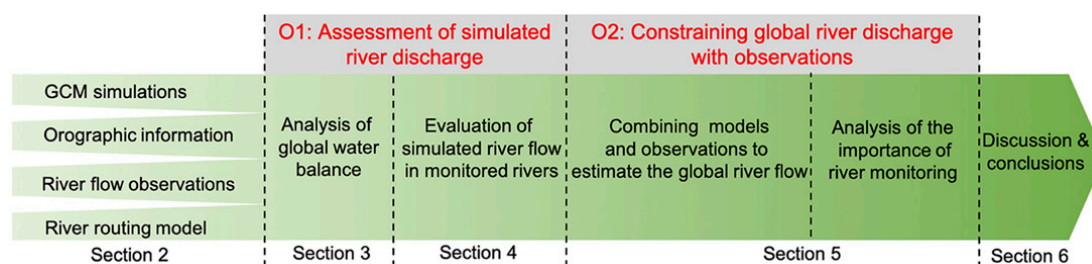 O1: Assessment of simulated
river discharge
O2: Constraining global river discharge
with observations
GCM simulations
Orographic information
River flow observations
River routing model
Analysis of
global water
balance
Evaluation of
simulated river flow
in monitored rivers
Combining models
and observations to
estimate the global river flow
Analysis of the
importance of
river monitoring
Discussion &
conclusions
Section 2
Section 3
Section 4
Section 5
Section 6